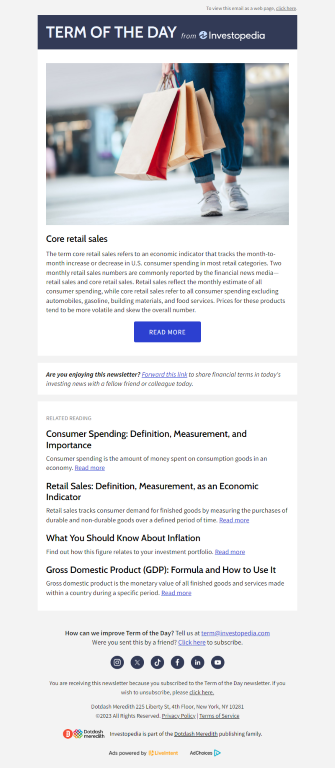 To view this email as a web page, click here.
TERM OF THE DAY from Investopedia
Core retail sales
The term core retail sales refers to an economic indicator that tracks the month-to-
month increase or decrease in U.S. consumer spending in most retail categories. Two
monthly retail sales numbers are commonly reported by the financial news media—
retail sales and core retail sales. Retail sales reflect the monthly estimate of all
consumer spending, while core retail sales refer to all consumer spending excluding
automobiles, gasoline, building materials, and food services. Prices for these products
tend to be more volatile and skew the overall number.
READ MORE
Are you enjoying this newsletter? Forward this link to share financial terms in today's
investing news with a fellow friend or colleague today.
RELATED READING
Consumer Spending: Definition, Measurement, and
Importance
Consumer spending is the amount of money spent on consumption goods in an
economy. Read more
Retail Sales: Definition, Measurement, as an Economic
Indicator
Retail sales tracks consumer demand for finished goods by measuring the purchases of
durable and non-durable goods over a defined period of time. Read more
What You Should Know About Inflation
Find out how this figure relates to your investment portfolio. Read more
Gross Domestic Product (GDP): Formula and How to Use It
Gross domestic product is the monetary value of all finished goods and services made
within a country during a specific period. Read more
How can we improve Term of the Day? Tell us at term@investopedia.com
Were you sent this by a friend? Click here to subscribe.
You are receiving this newsletter because you subscribed to the Term of the Day newsletter. If you
wish to unsubscribe, please click here.
Dotdash Meredith 225 Liberty St, 4th Floor, New York, NY 10281
©2023 All Rights Reserved. Privacy Policy | Terms of Service
Dotdash
meredith
Investopedia is part of the Dotdash Meredith publishing family.
Ads powered by LiveIntent AdChoices